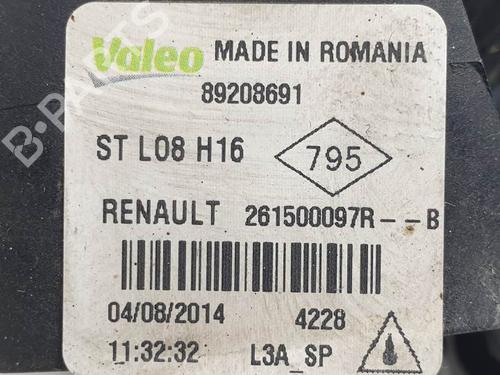 Valeo MADE IN ROMANIA
89208691
ST L08 H16 795
RENAULT 261500097R--B
04/08/2014 4228
11:32:32 L3A_SP
B-PARTS